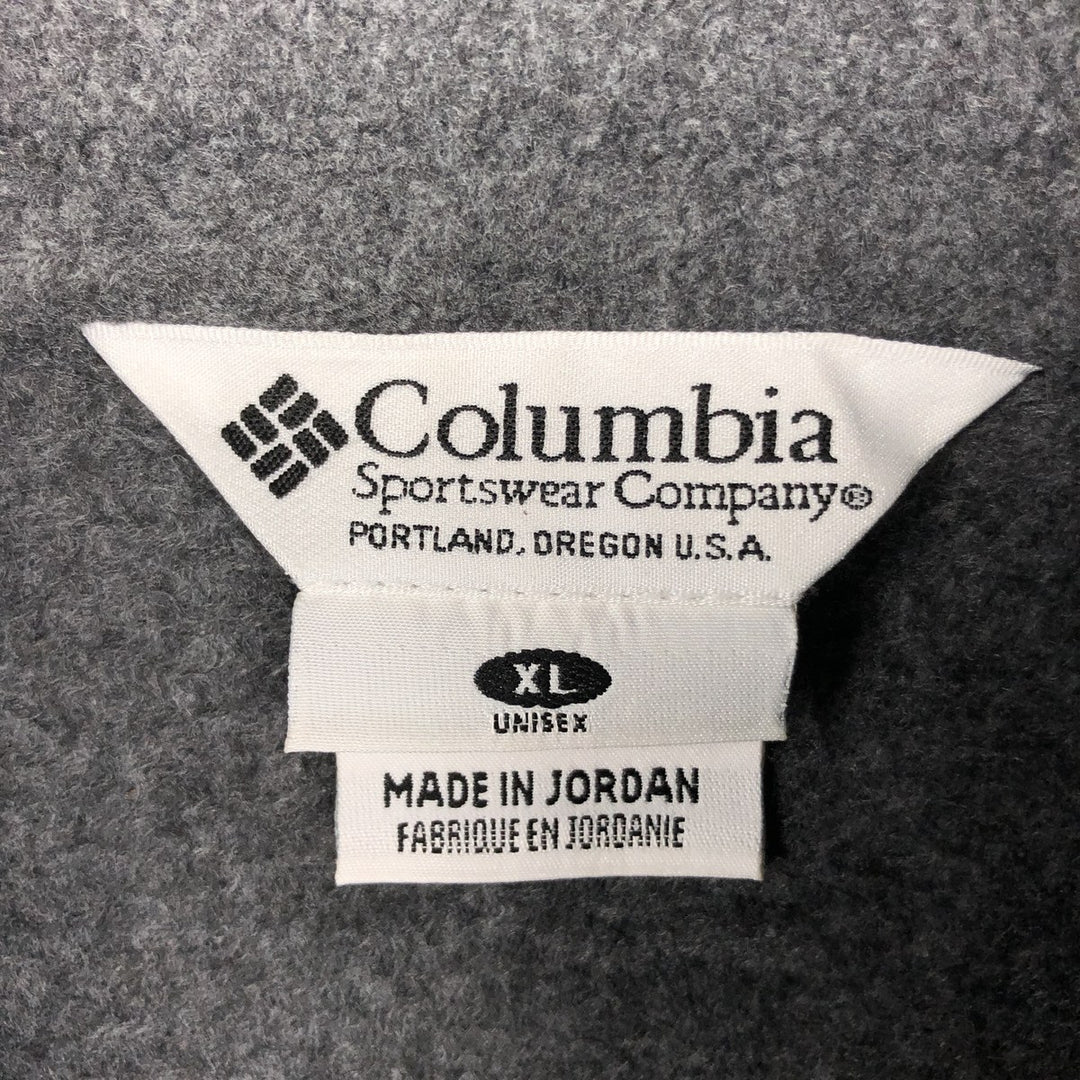 Columbia
Sportswear Company®
PORTLAND, OREGON U.S.A.
XL
UNISEX
MADE IN JORDAN
FABRIQUE EN JORDANIE